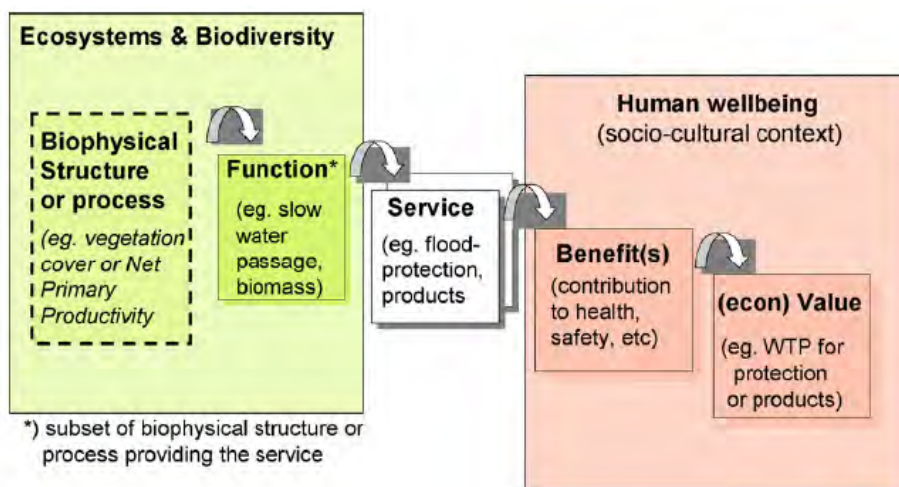 Ecosystems & Biodiversity
Biophysical
Structure
or process
(eg. vegetation
cover or Net
Primary
Productivity
Function*
(eg. slow
water
passage,
biomass)
Service
(eg. flood-
protection,
products
Human wellbeing
(socio-cultural context)
Benefit(s)
(contribution
to health,
safety, etc)
(econ) Value
(eg. WTP for
protection
or products)
*) subset of biophysical structure or
process providing the service